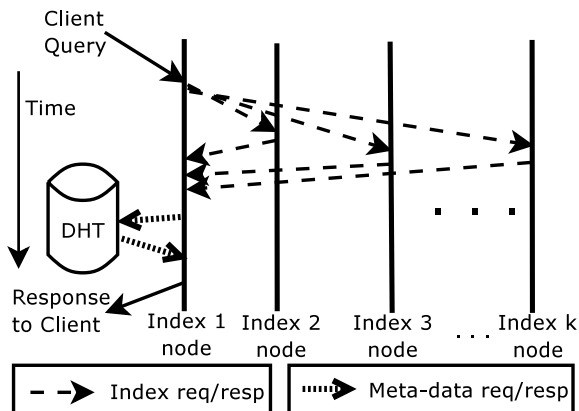 Client
Query
Time
DHT
. . .
Response
to Client
Index 1
node
Index 2
node
Index 3
node
. . .
Index k
node
Index req/resp
Meta-data req/resp